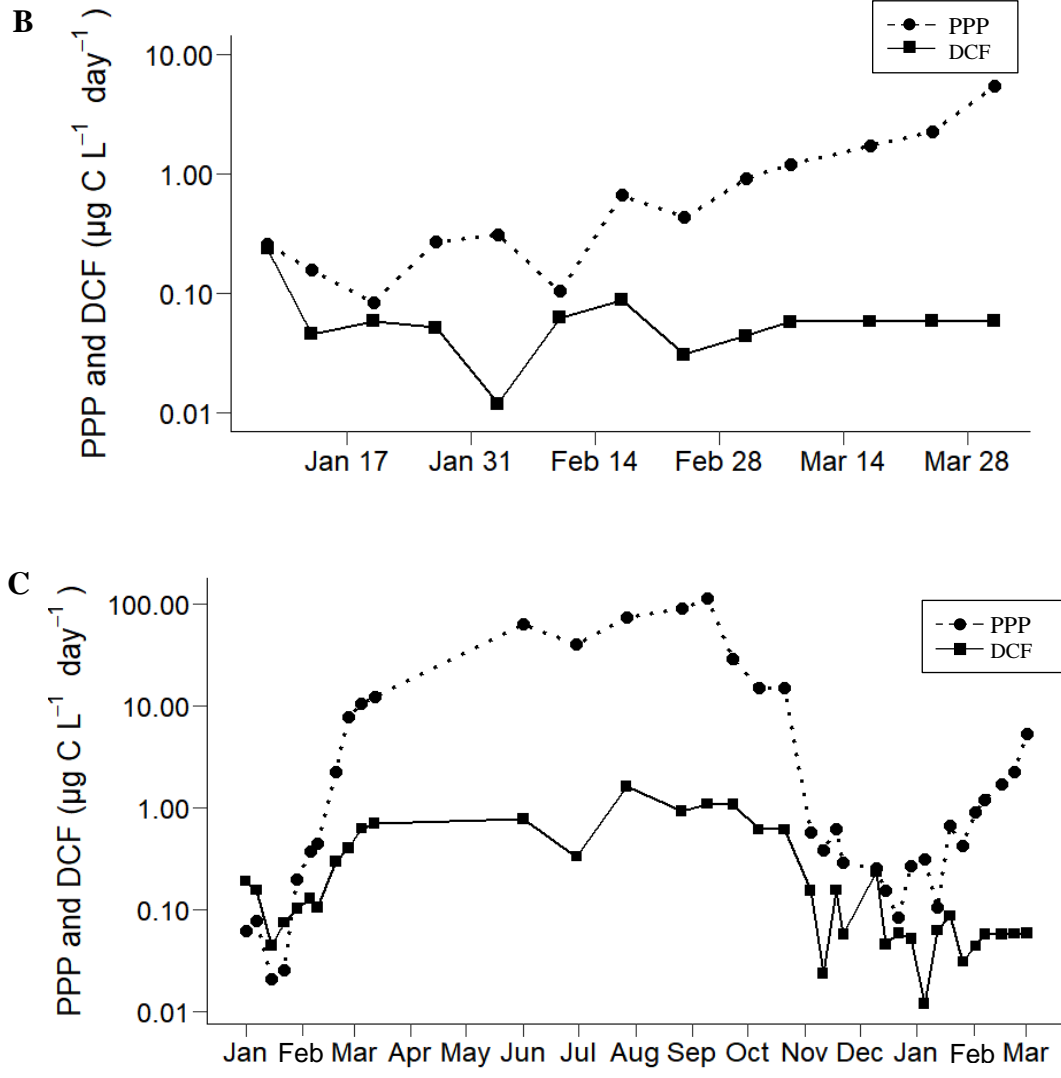 B
PPP
DCF
PPP and DCF (µg C L⁻¹ day⁻¹ )
10.00
1.00
0.10
0.01
Jan 17 Jan 31 Feb 14 Feb 28 Mar 14 Mar 28
C
PPP
DCF
PPP and DCF (µg C L⁻¹ day⁻¹ )
100.00
10.00
1.00
0.10
0.01
Jan Feb Mar Apr May Jun Jul Aug Sep Oct Nov Dec Jan Feb Mar